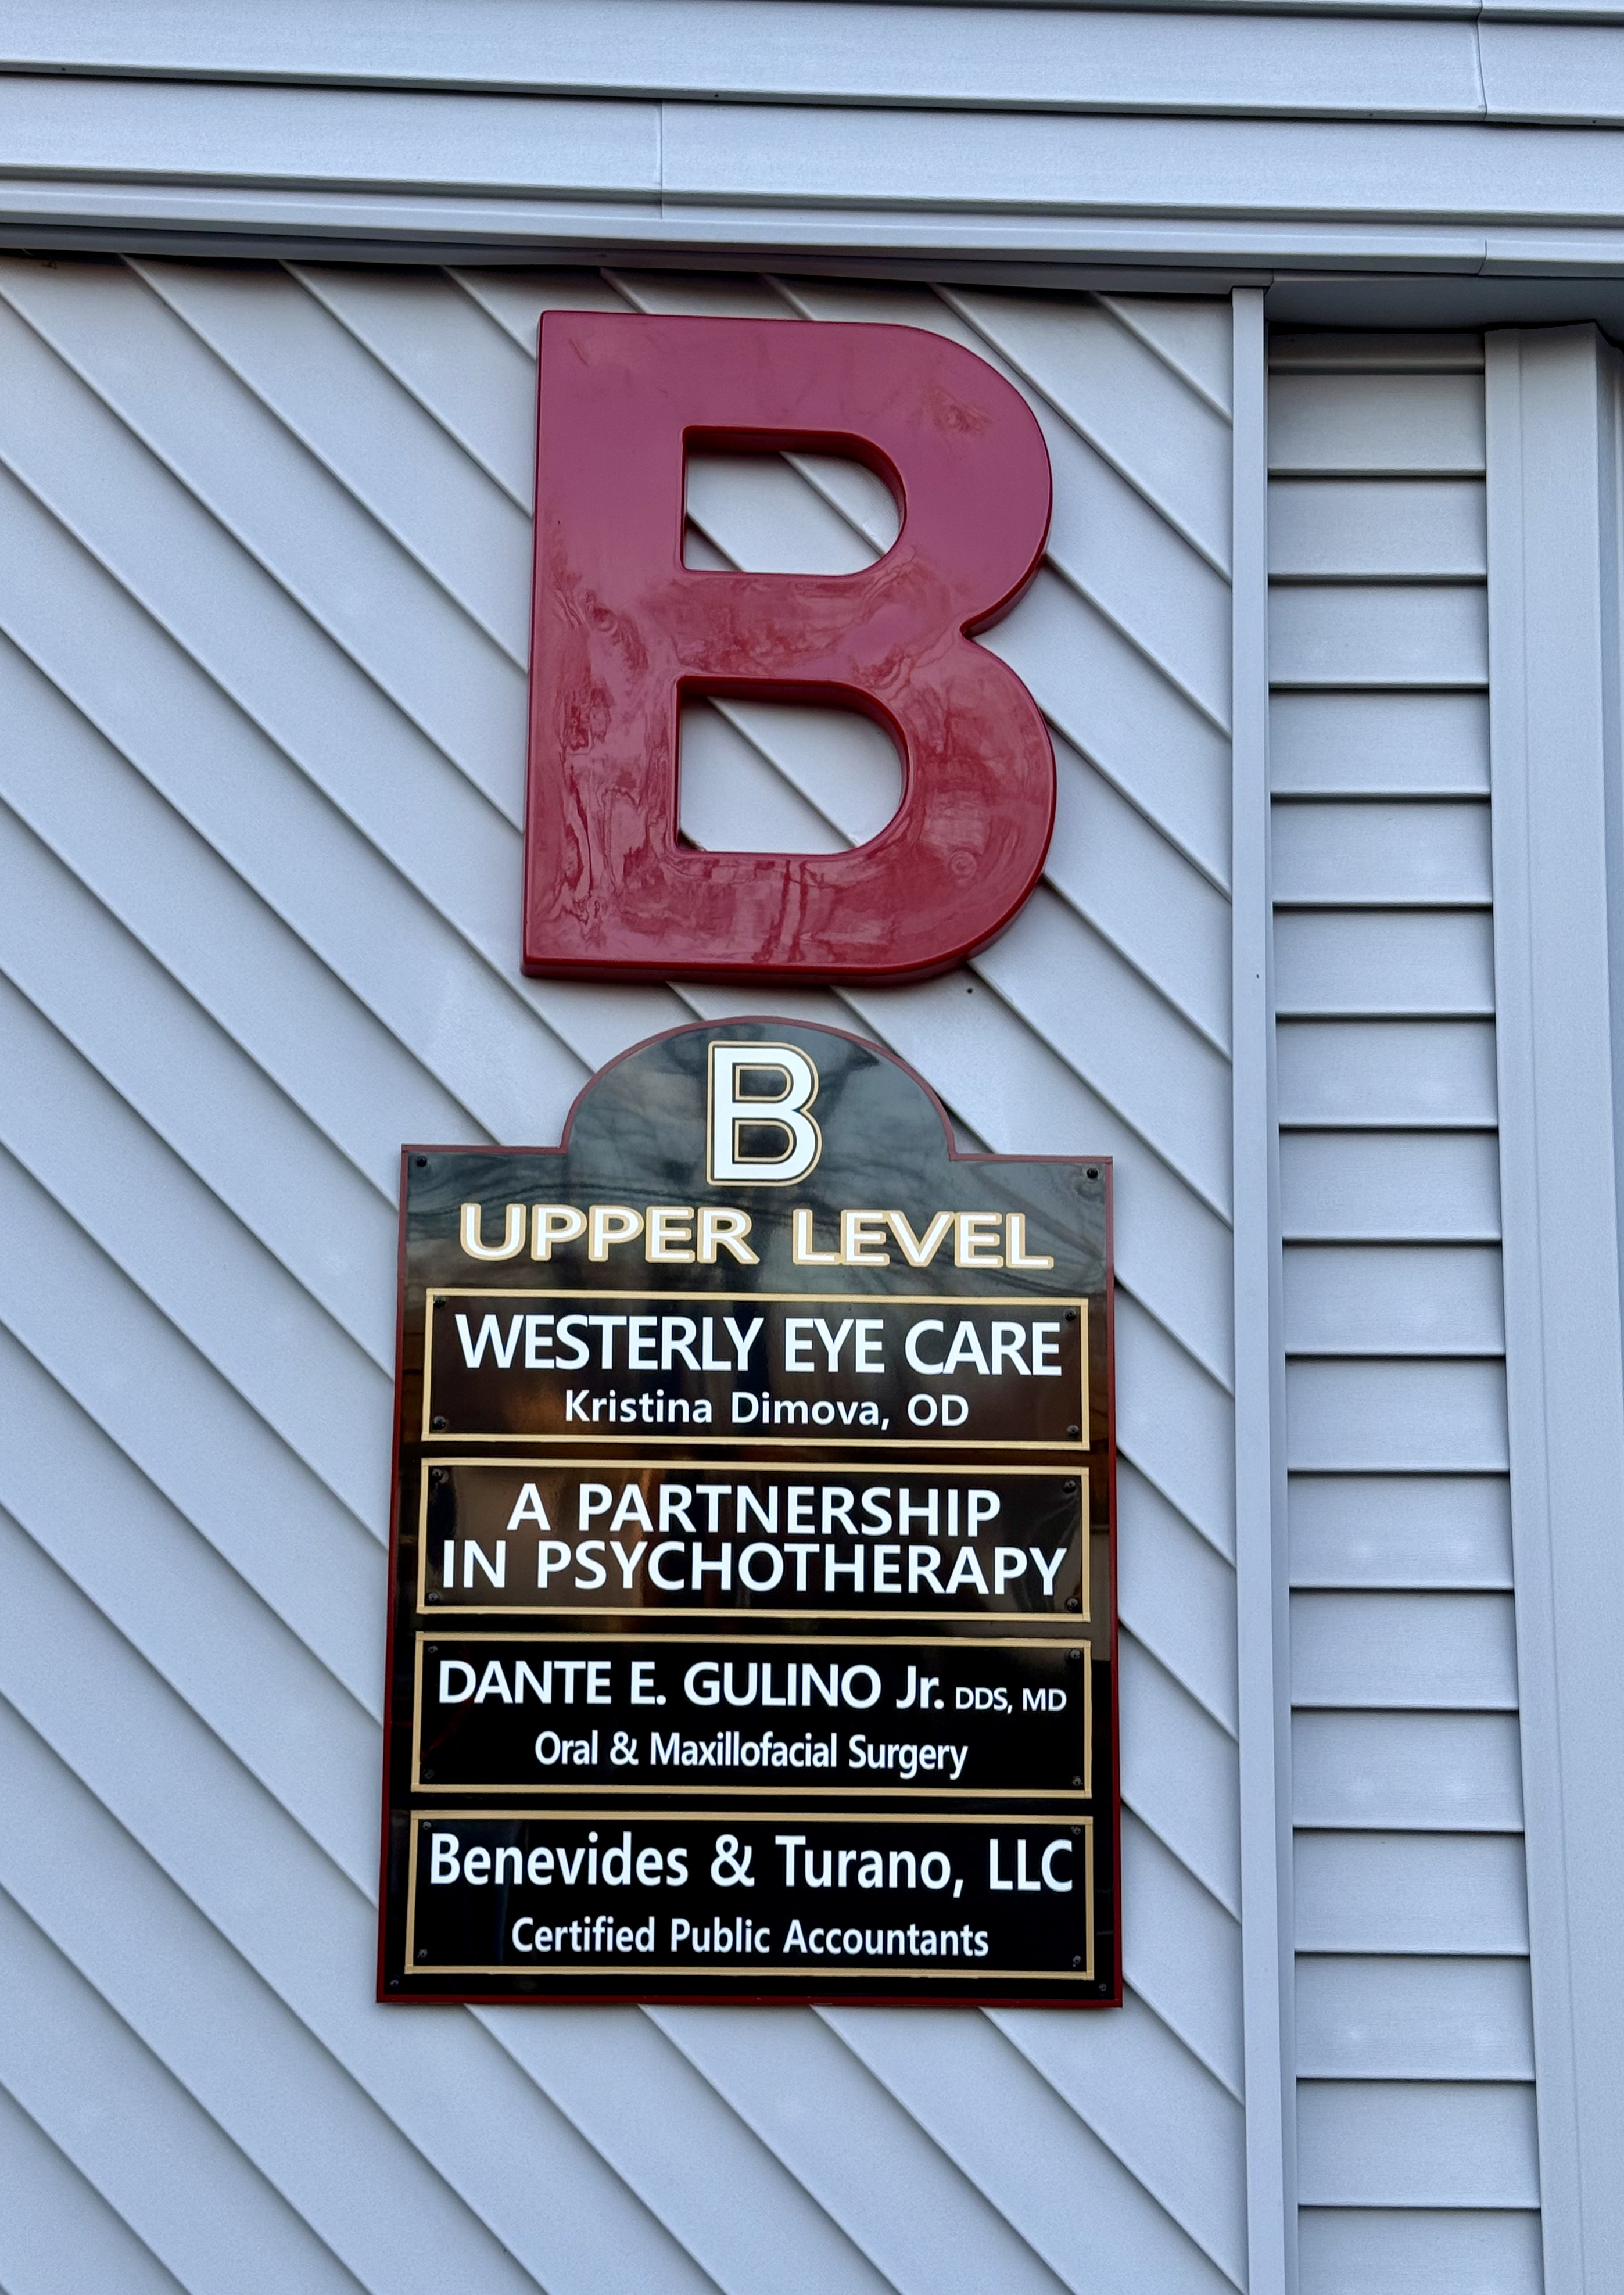 B
B
UPPER LEVEL
WESTERLY EYE CARE
Kristina Dimova, OD
A PARTNERSHIP
IN PSYCHOTHERAPY
DANTE E. GULINO Jr. DDS, MD
Oral & Maxillofacial Surgery
Benevides & Turano, LLC
Certified Public Accountants